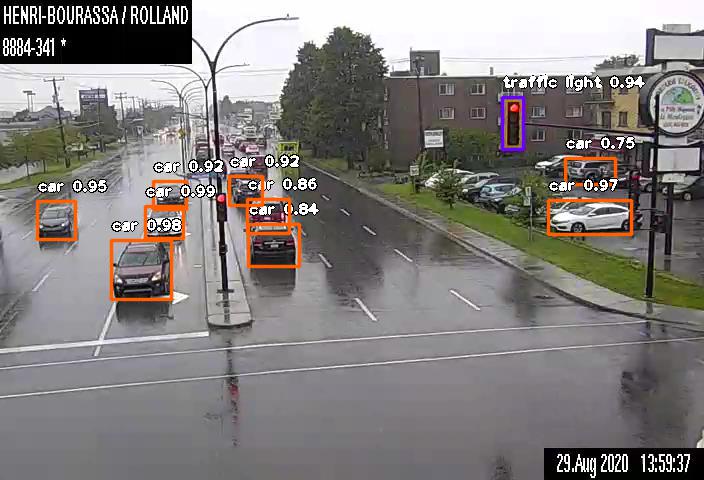 HENRI-BOURASSA / ROLLAND
8884-341 *
traffic light 0.94
car 0.92
car 0.92
car 0.75
car 0.95
car 0.99
car 0.86
car 0.97
car 0.98
car 0.84
29.Aug 2020 13:59:37